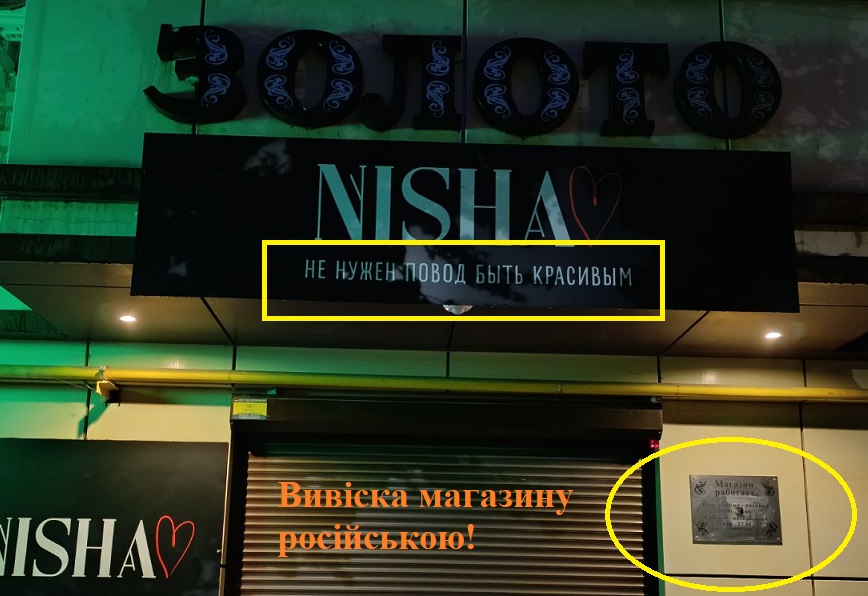 ЗОЛОТО
NISHA
НЕ НУЖЕН ПОВОД БЫТЬ КРАСИВЫМ
NISHA
Вивіска магазину
російською!
Магазин
работает: